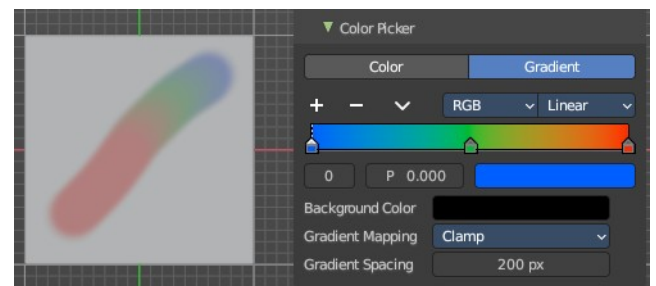 Color Picker
Color Gradient
RGB Linear
0 P 0.000
Background Color
Gradient Mapping Clamp
Gradient Spacing 200 px